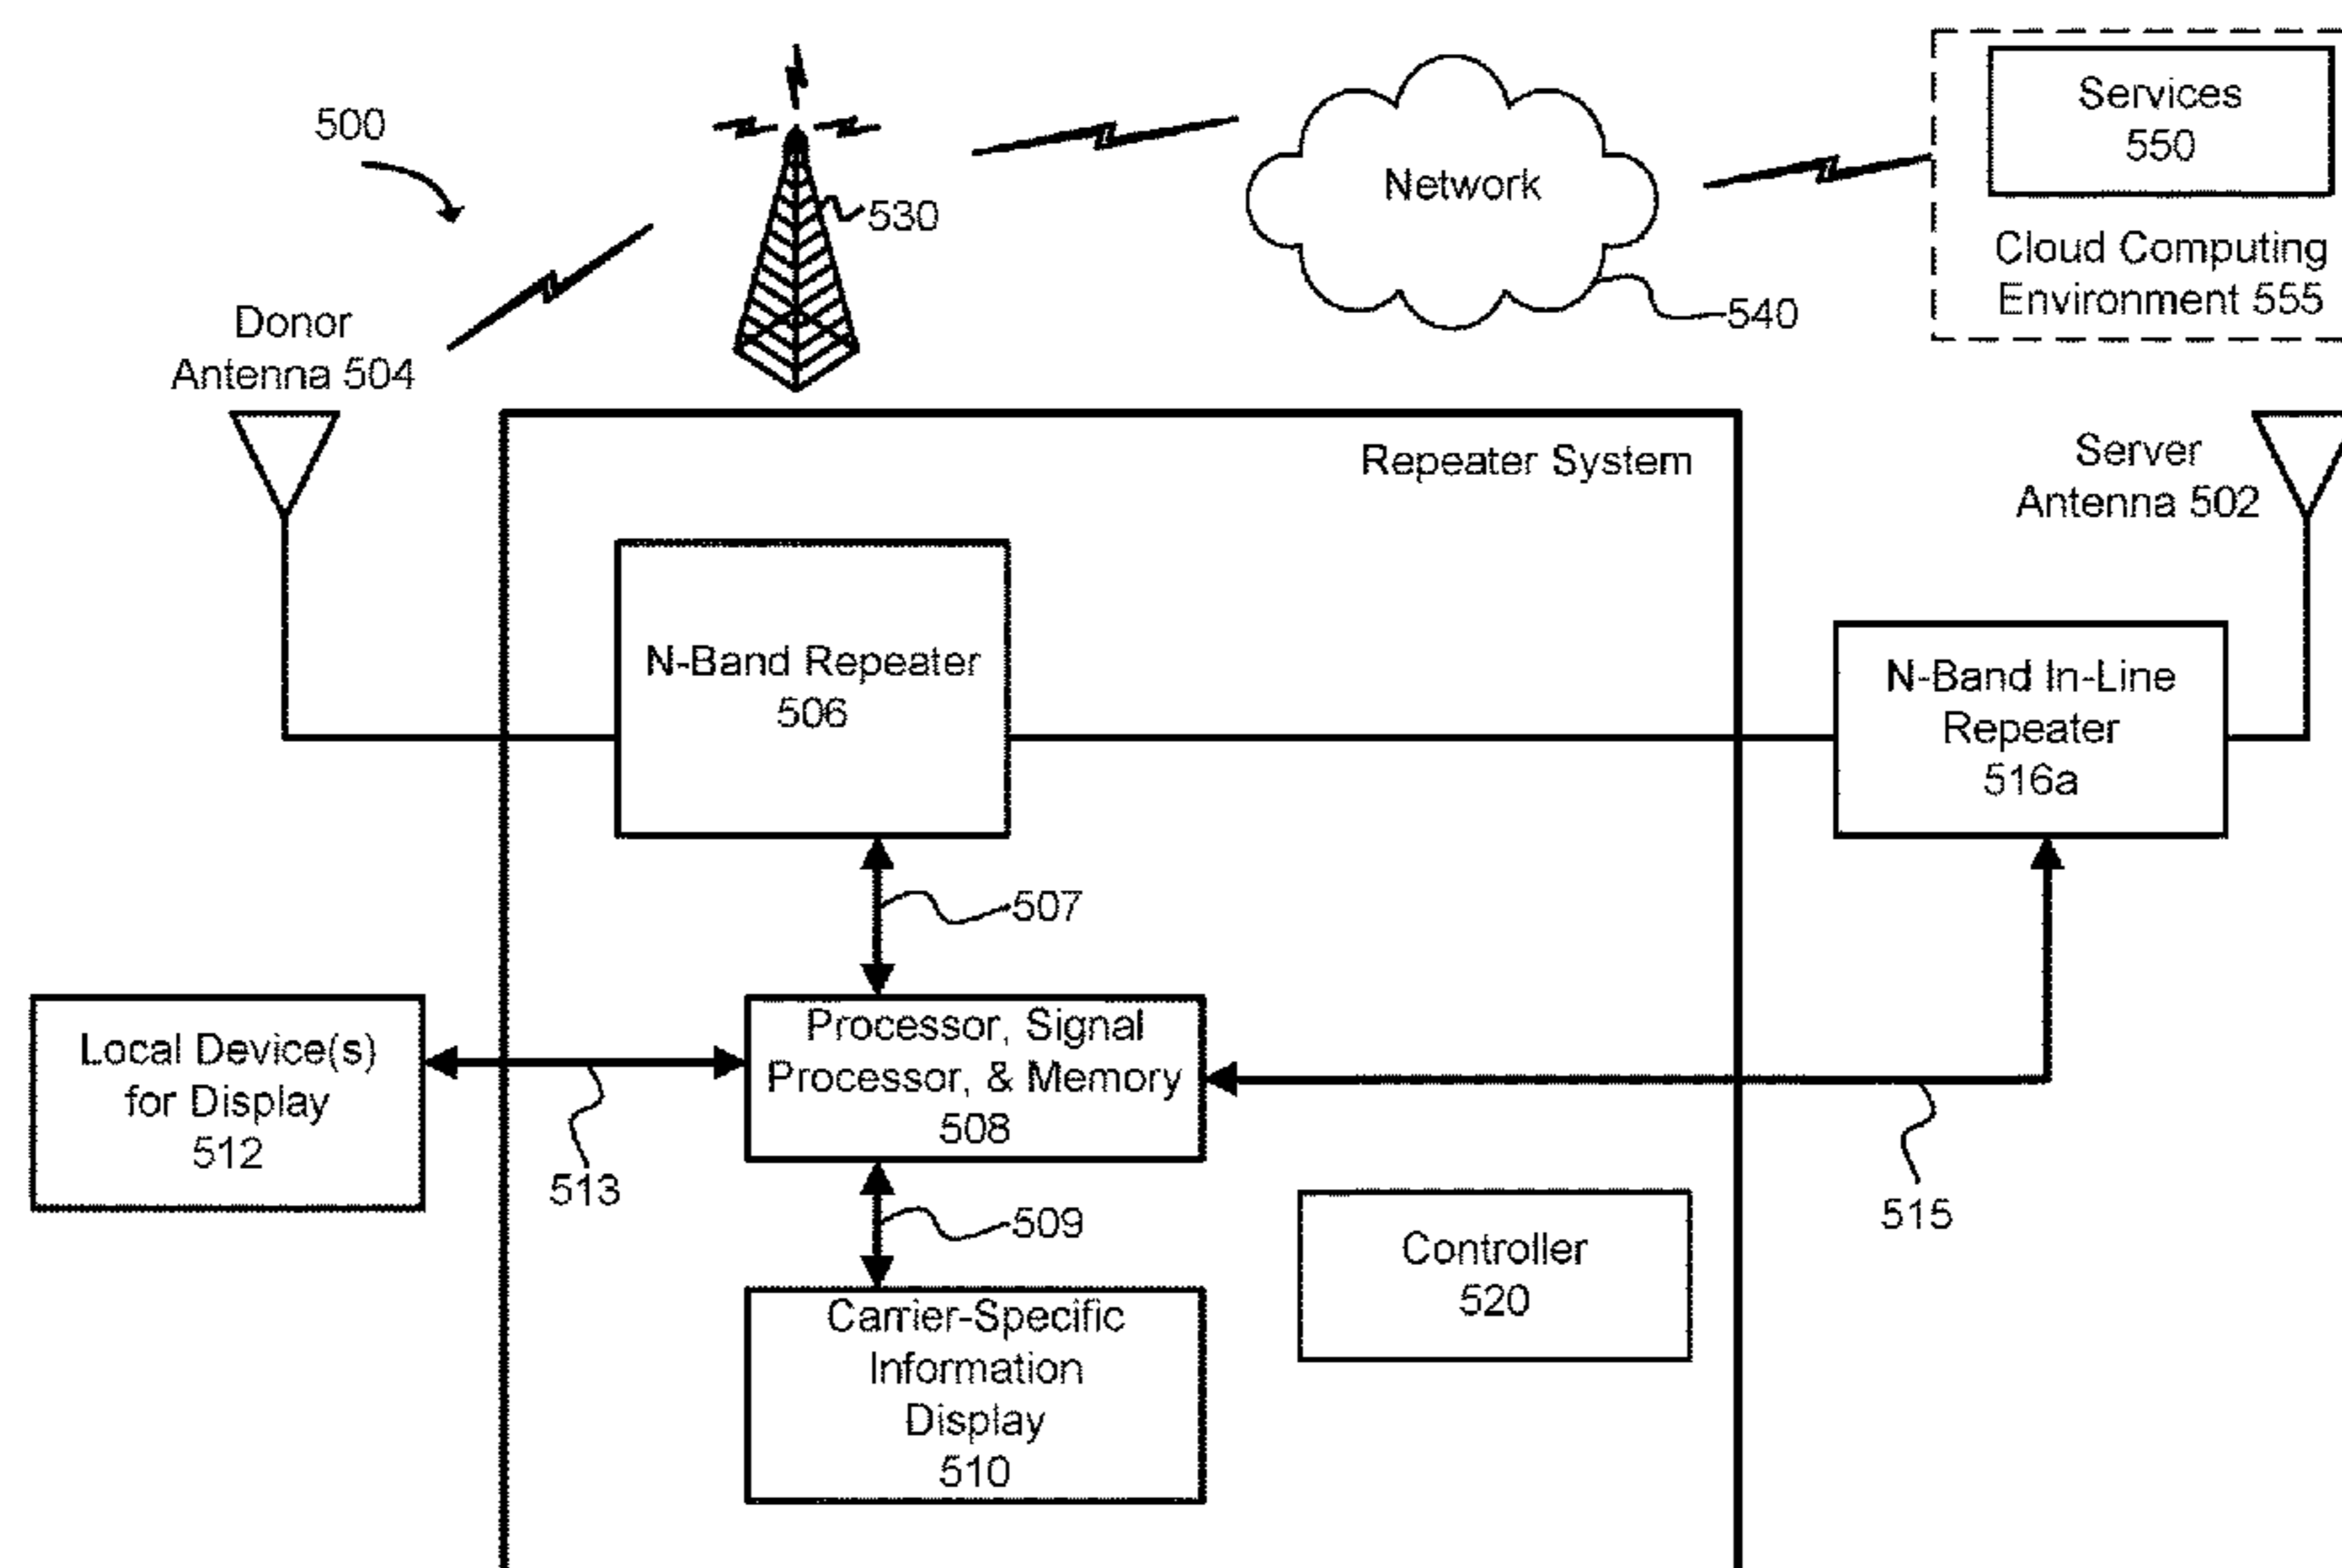 500
530
Network
540
Services
550
Cloud Computing
Environment 555
Donor
Antenna 504
Repeater System
Server
Antenna 502
N-Band Repeater
506
N-Band In-Line
Repeater
516a
507
Local Device(s)
for Display
512
513
Processor, Signal
Processor, & Memory
508
515
509
Controller
520
Carrier-Specific
Information
Display
510